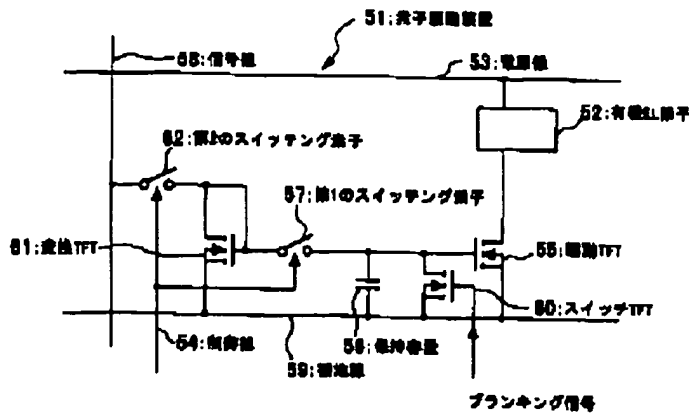 51:素子駆動装置
55:信号線
53:電源線
52:有機EL素子
62:第2のスイッチング素子
57:第1のスイッチング素子
61:変換TFT
56:駆動TFT
60:スイッチTFT
54:制御線
59:接地線
58:保持容量
ブランキング信号